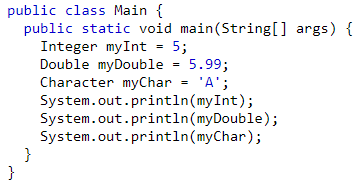 public class Main {
  public static void main(String[] args) {
    Integer myInt = 5;
    Double myDouble = 5.99;
    Character myChar = 'A';
    System.out.println(myInt);
    System.out.println(myDouble);
    System.out.println(myChar);
  }
}